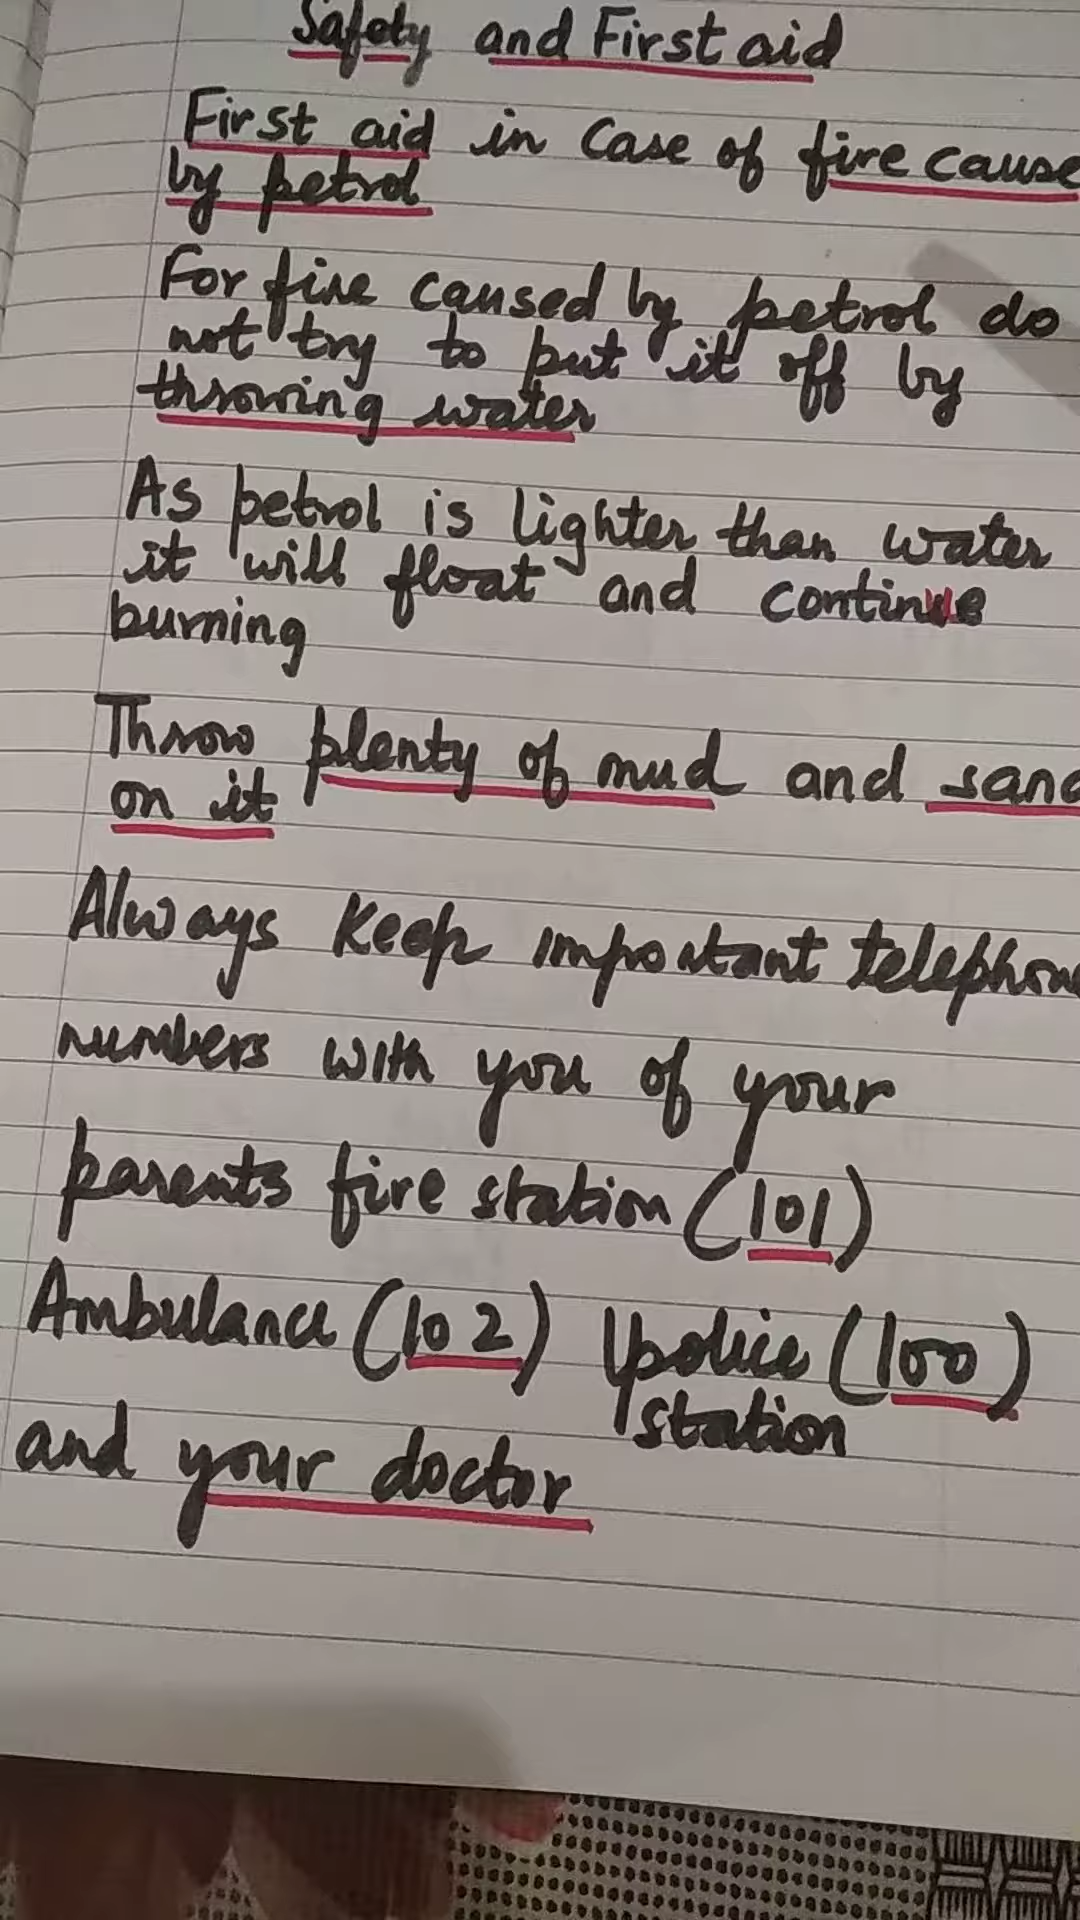 Safety and First aid
First aid in case of fire cause
by petrol
For fire caused by petrol do
not try to put it off by
throwing water
As petrol is lighter than water
it will float and continue
burning
Throw plenty of mud and sand
on it
Always keep important telephone
numbers with you of your
parents fire station (101)
Ambulance (102) police (100)
station
and your doctor